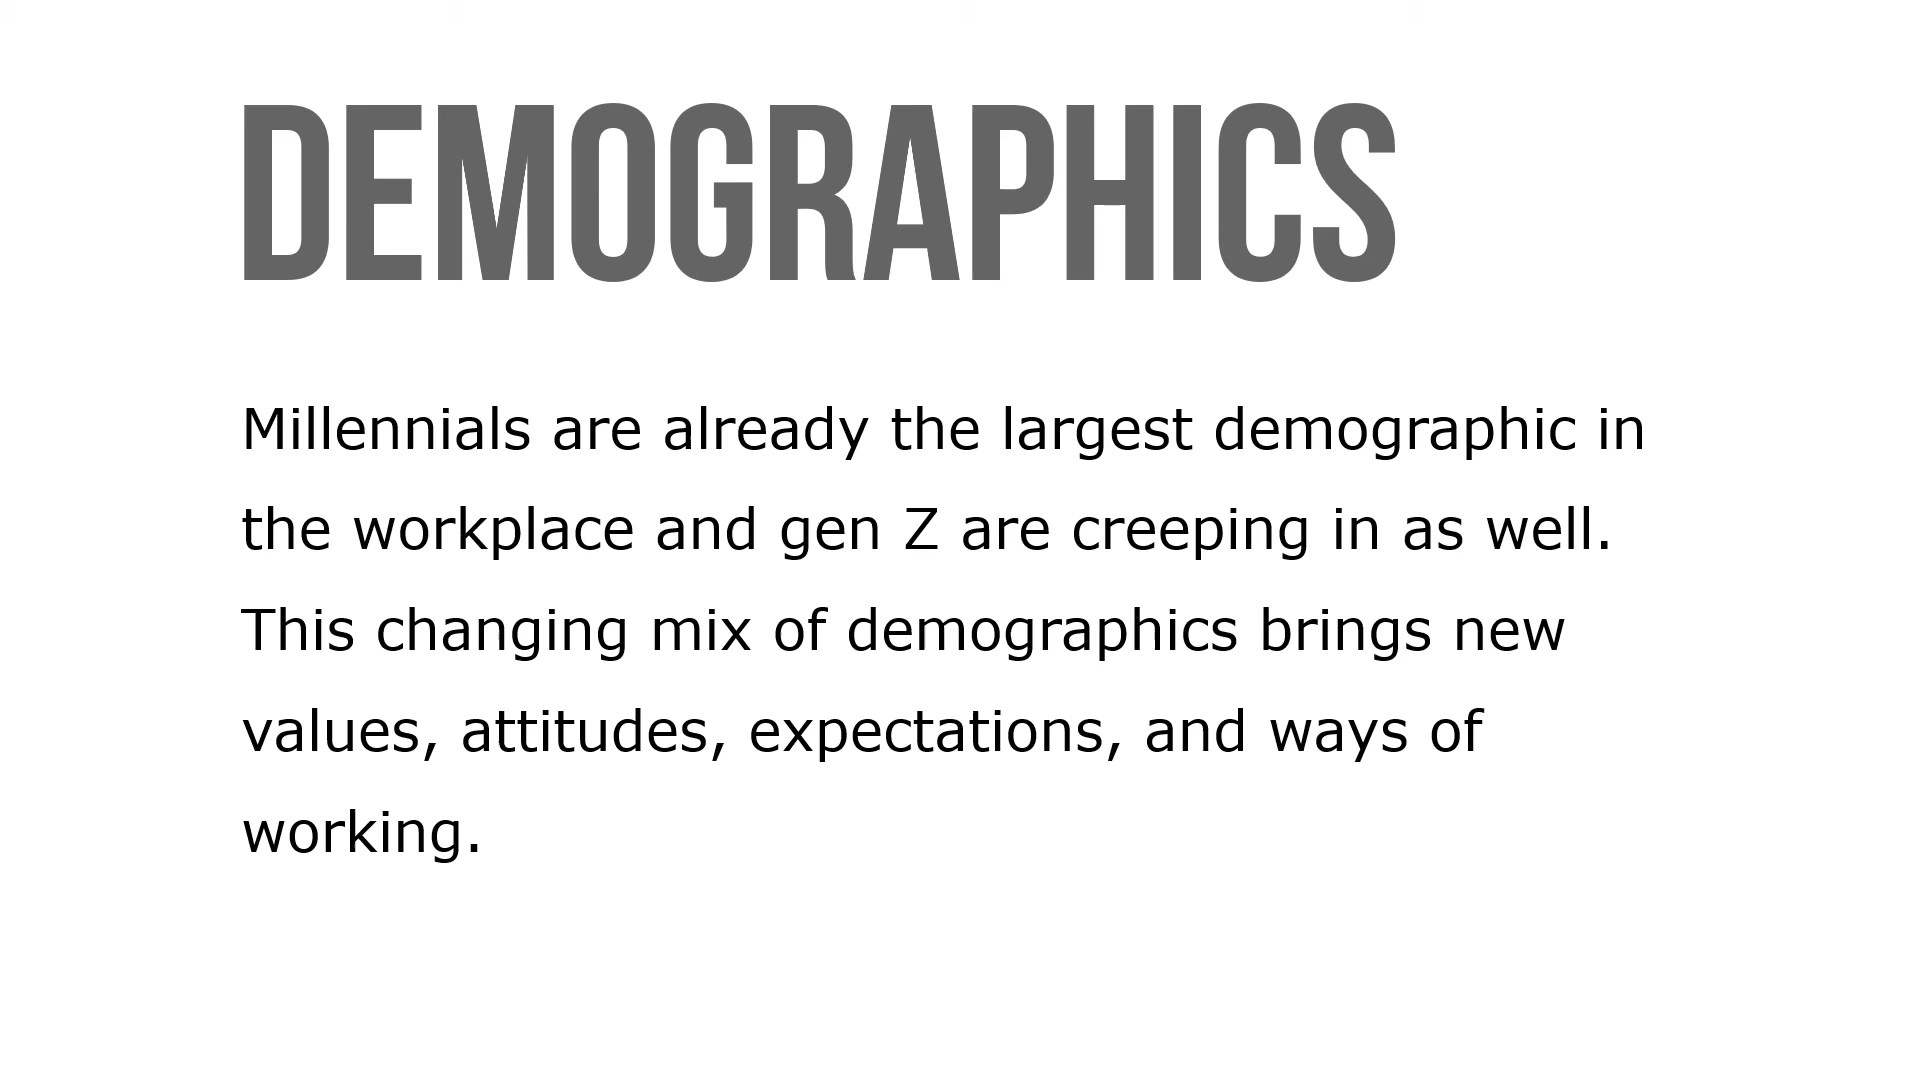 DEMOGRAPHICS
Millennials are already the largest demographic in
the workplace and gen Z are creeping in as well.
This changing mix of demographics brings new
values, attitudes, expectations, and ways of
working.